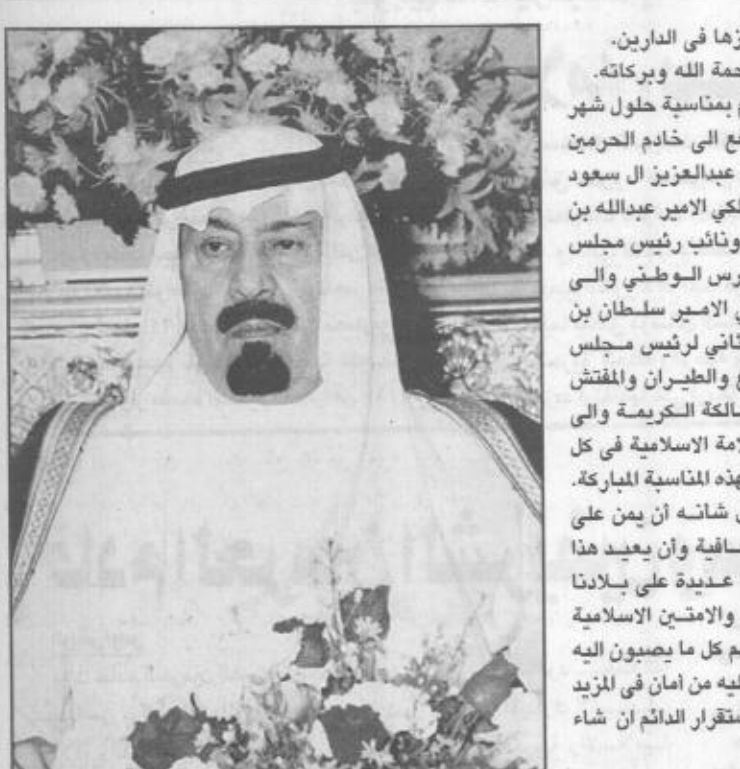 زها في الدارين.
حمة الله وبركاته.
بمناسبة حلول شهر
فع الى خادم الحرمين
عبدالعزيز ال سعود
لكي الامير عبدالله بن
ونائب رئيس مجلس
رس الوطني والى
الامير سلطان بن
ثاني لرئيس مجلس
ع والطيران والمفتش
مالكة الكريمة والى
لامة الاسلامية في كل
هذه المناسبة المباركة.
شانه أن يمن على
ـافية وأن يعيد هذا
عديدة على بلادنا
والامتين الاسلامية
م كل ما يصبون اليه
ليه من أمان في المزيد
ستقرار الدائم ان شاء